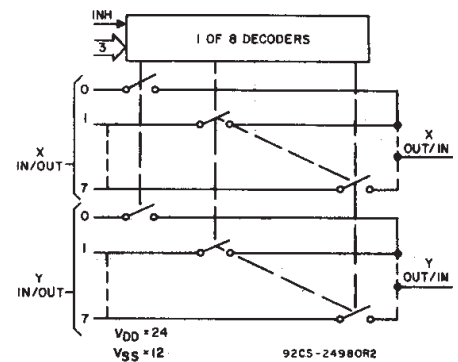 INH
3
1 OF 8 DECODERS
0
1
X
IN/OUT
7
X
OUT/IN
0
1
Y
IN/OUT
7
Y
OUT/IN
VDD = 24
VSS = 12
92CS-24980R2